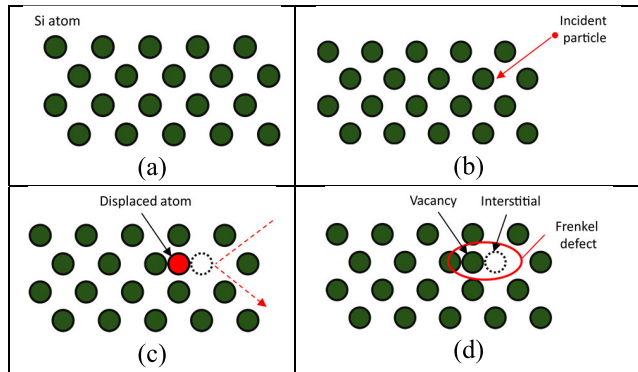 Si atom
(a)
Incident
particle
(b)
Displaced atom
(c)
Vacancy
Interstitial
Frenkel
defect
(d)